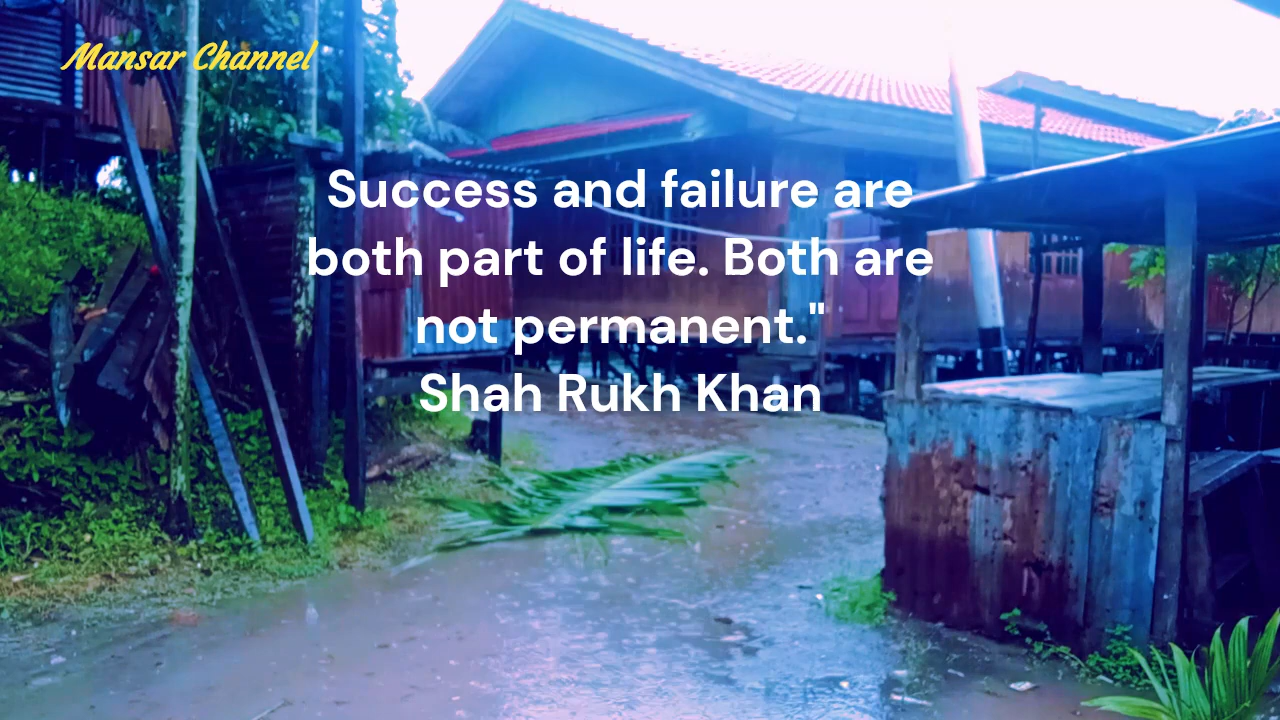 Mansar Channel
Success and failure are
both part of life. Both are
not permanent."
Shah Rukh Khan